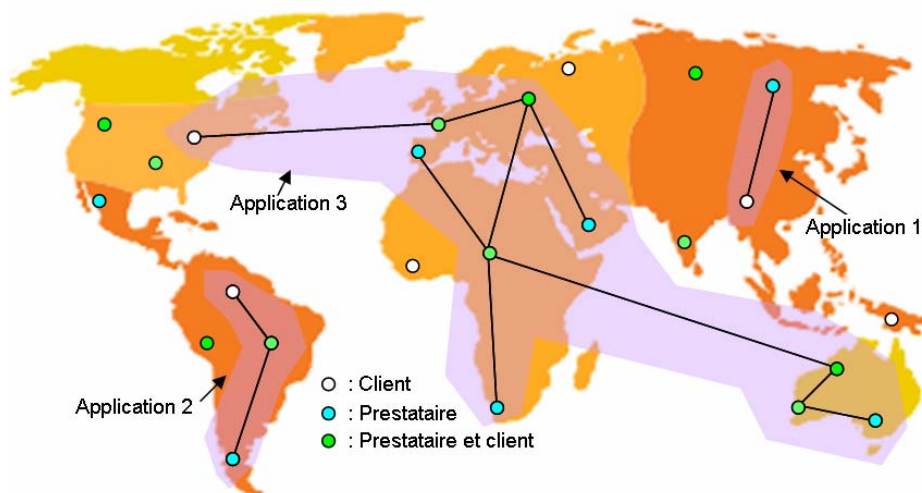 Application 3
Application 1
Application 2
: Client
: Prestataire
: Prestataire et client